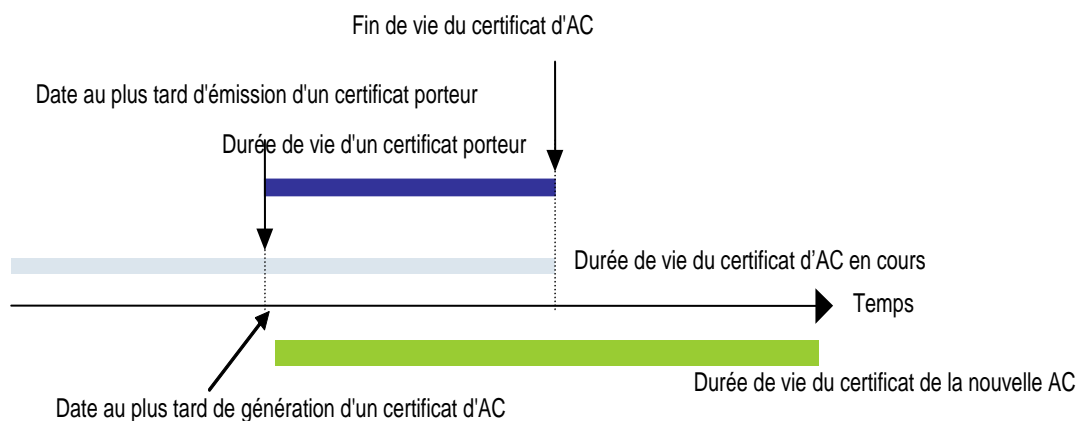 Fin de vie du certificat d'AC
Date au plus tard d'émission d'un certificat porteur
Durée de vie d'un certificat porteur
Durée de vie du certificat d’AC en cours
Temps
Durée de vie du certificat de la nouvelle AC
Date au plus tard de génération d'un certificat d'AC